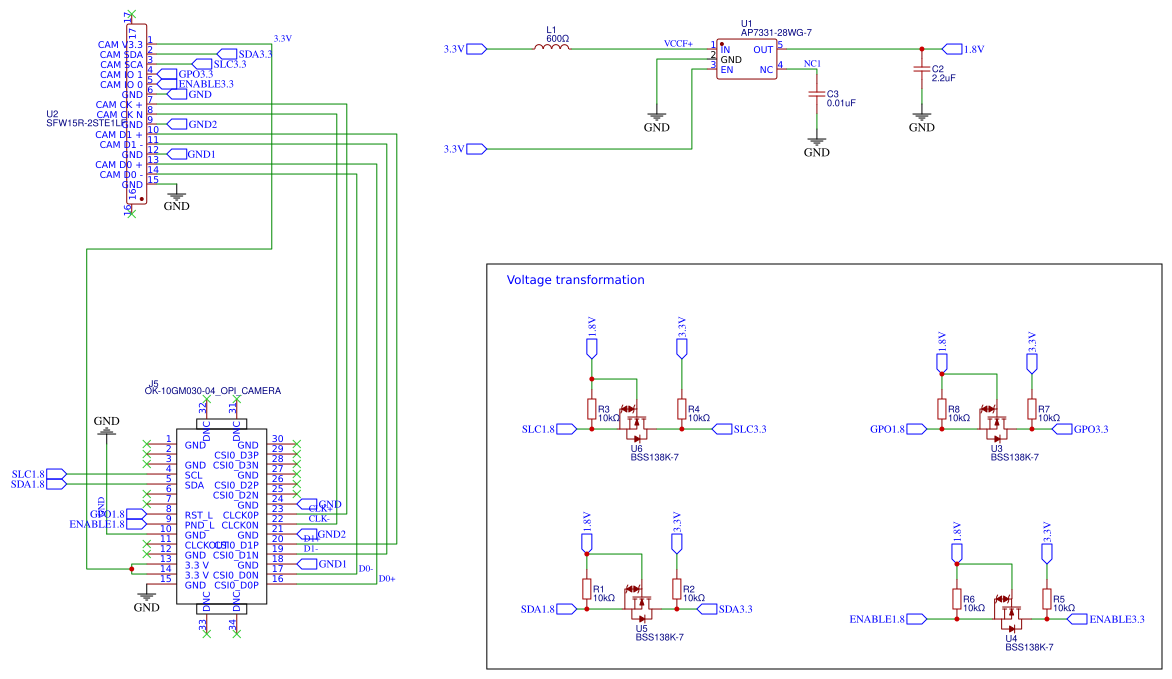 17
17
CAM V3.3 1 3.3V
CAM SDA 2 SDA3.3
CAM SCA 3 SLC3.3
CAM IO 1 4 GPO3.3
CAM IO 0 5 ENABLE3.3
GND 6 GND
CAM CK + 7
CAM CK N 8
GND 9 GND2
CAM D1 + 10
CAM D1 - 11
GND 12 GND1
CAM D0 + 13
CAM D0 - 14
GND 15
U2
SFW15R-2STE1LF
16
16
GND
L1
600Ω
3.3V
VCCF+
U1
AP7331-28WG-7
1 IN OUT 5
2 GND
3 EN NC 4
NC1
1.8V
C2
2.2uF
C3
0.01uF
GND
GND
GND
3.3V
Voltage transformation
1.8V
3.3V
R3
10kΩ
R4
10kΩ
SLC1.8
SLC3.3
U6
BSS138K-7
1.8V
3.3V
R8
10kΩ
R7
10kΩ
GPO1.8
GPO3.3
U3
BSS138K-7
1.8V
3.3V
R1
10kΩ
R2
10kΩ
SDA1.8
SDA3.3
U5
BSS138K-7
1.8V
3.3V
R6
10kΩ
R5
10kΩ
ENABLE1.8
ENABLE3.3
U4
BSS138K-7
J5
OK-10GM030-04_OPI_CAMERA
32 31
DNC DNC
GND
GND
1 GND GND 30
2 CSI0_D3P 29
3 GND CSI0_D3N 28
SLC1.8 4 SCL GND 27
SDA1.8 5 SDA CSI0_D2P 26
6 CSI0_D2N 25
7 GND 24 GND
GPO1.8 8 RST_L CLCK0P 23 CLK+
ENABLE1.8 9 PND_L CLCK0N 22 CLK-
10 GND GND 21 GND2
11 CLCKOUT CSI0_D1P 20 D1+
12 GND CSI0_D1N 19 D1-
13 3.3 V GND 18 GND1
14 3.3 V CSI0_D0N 17 D0-
15 GND CSI0_D0P 16 D0+
DNC DNC
33 34
GND